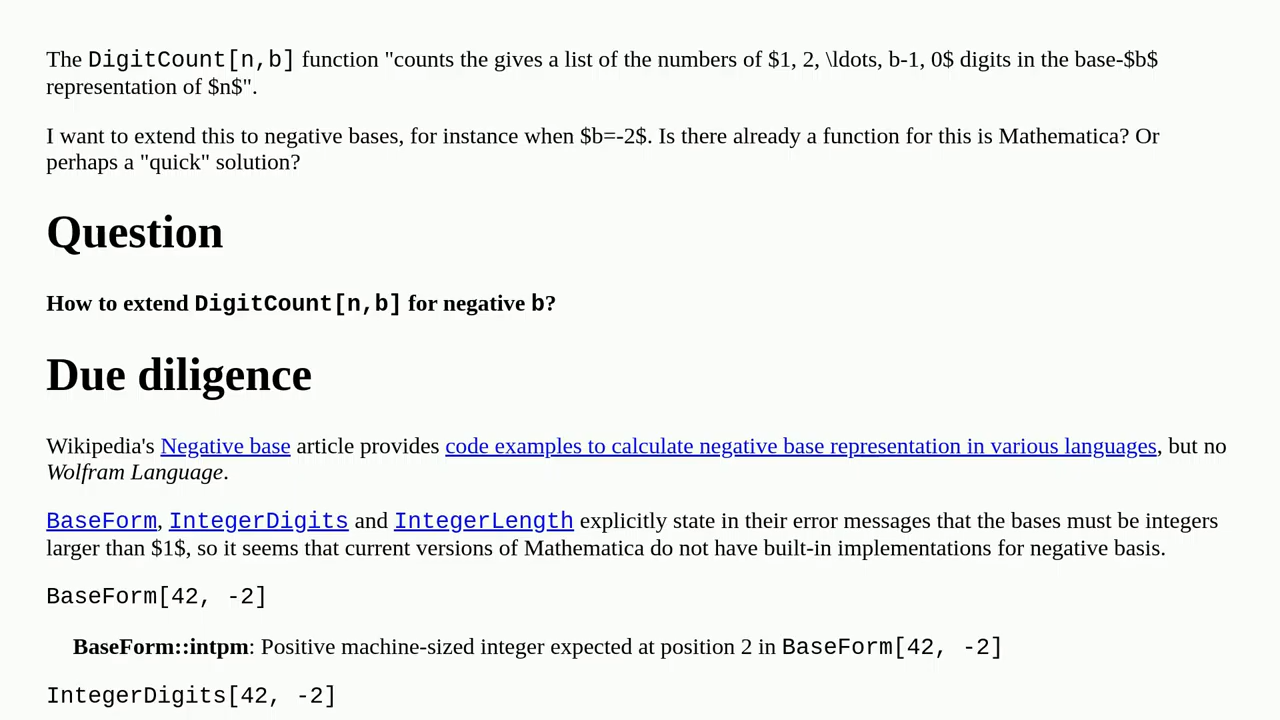 The DigitCount[n,b] function "counts the gives a list of the numbers of $1, 2, \ldots, b-1, 0$ digits in the base-$b$
representation of $n$".
I want to extend this to negative bases, for instance when $b=-2$. Is there already a function for this is Mathematica? Or
perhaps a "quick" solution?
Question
How to extend DigitCount[n,b] for negative b?
Due diligence
Wikipedia's Negative base article provides code examples to calculate negative base representation in various languages, but no
Wolfram Language.
BaseForm, IntegerDigits and IntegerLength explicitly state in their error messages that the bases must be integers
larger than $1$, so it seems that current versions of Mathematica do not have built-in implementations for negative basis.
BaseForm[42, -2]
BaseForm::intpm: Positive machine-sized integer expected at position 2 in BaseForm[42, -2]
IntegerDigits[42, -2]